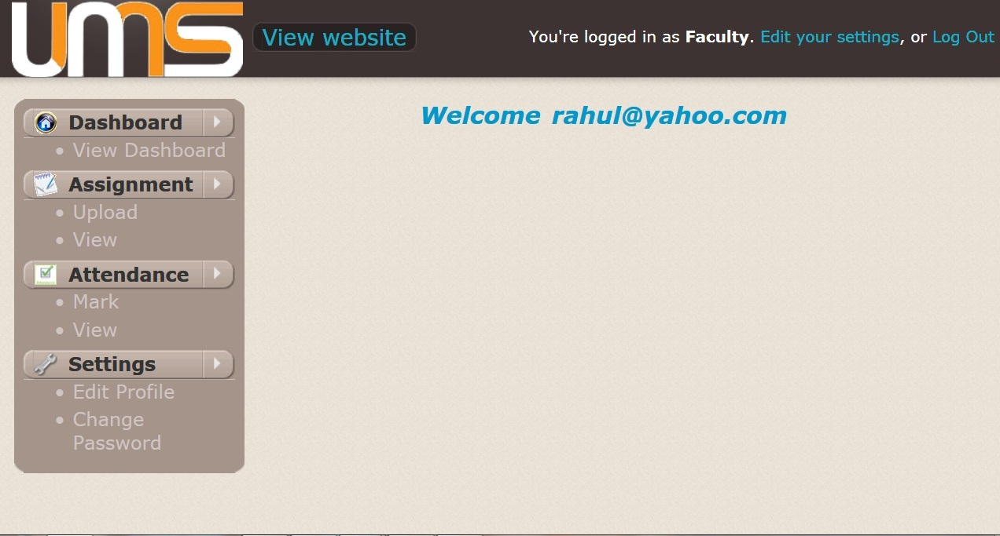 UMS
View website
You're logged in as Faculty. Edit your settings, or Log Out
Welcome rahul@yahoo.com
Dashboard
View Dashboard
Assignment
Upload
View
Attendance
Mark
View
Settings
Edit Profile
Change
Password